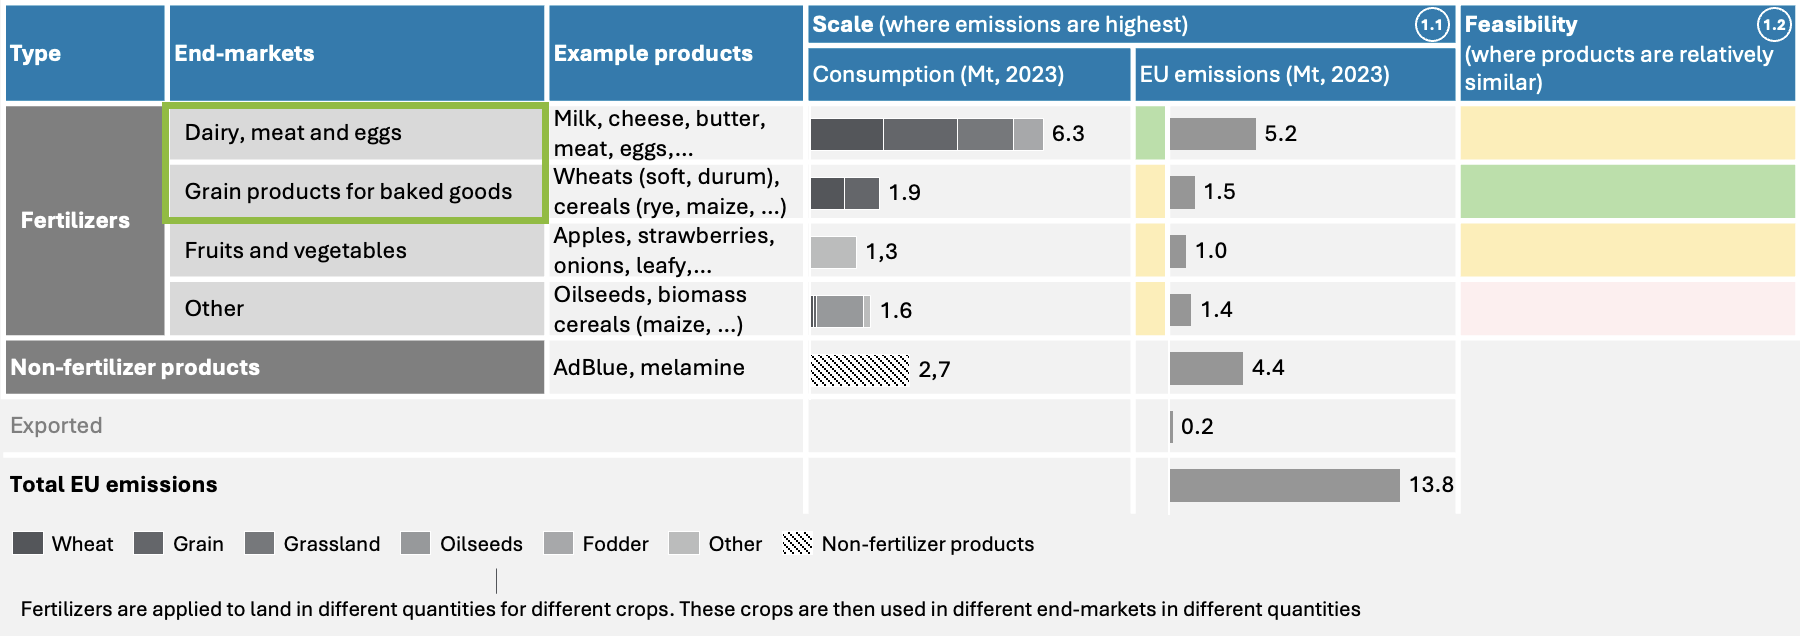 Type
End-markets
Example products
Scale (where emissions are highest)
1.1
Feasibility
1.2
(where products are relatively
similar)
Consumption (Mt, 2023)
EU emissions (Mt, 2023)
Fertilizers
Dairy, meat and eggs
Milk, cheese, butter,
meat, eggs,...
6.3
5.2
Grain products for baked goods
Wheats (soft, durum),
cereals (rye, maize, ...)
1.9
1.5
Fruits and vegetables
Apples, strawberries,
onions, leafy,...
1,3
1.0
Other
Oilseeds, biomass
cereals (maize, ...)
1.6
1.4
Non-fertilizer products
AdBlue, melamine
2,7
4.4
Exported
0.2
Total EU emissions
13.8
Wheat
Grain
Grassland
Oilseeds
Fodder
Other
Non-fertilizer products
Fertilizers are applied to land in different quantities for different crops. These crops are then used in different end-markets in different quantities